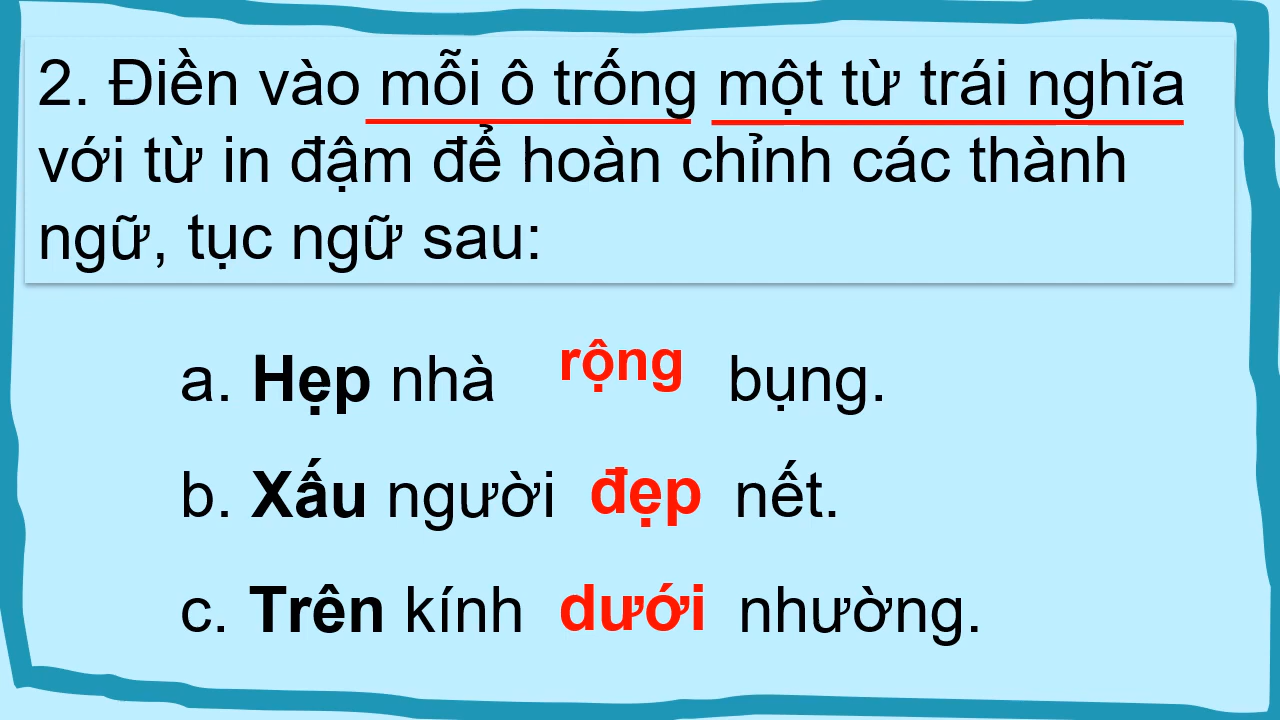 2. Điền vào mỗi ô trống một từ trái nghĩa
với từ in đậm để hoàn chỉnh các thành
ngữ, tục ngữ sau:
a. Hẹp nhà rộng bụng.
b. Xấu người đẹp nết.
c. Trên kính dưới nhường.